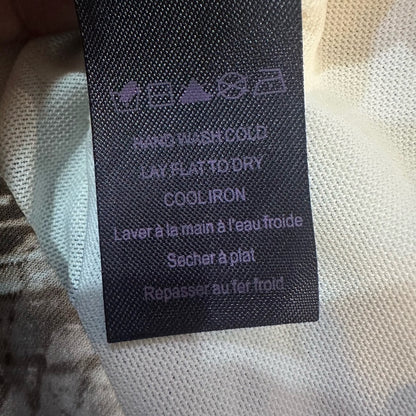 HAND WASH COLD
LAY FLAT TO DRY
COOL IRON
Laver à la main à l'eau froide
Secher à plat
Repasser au fer froid